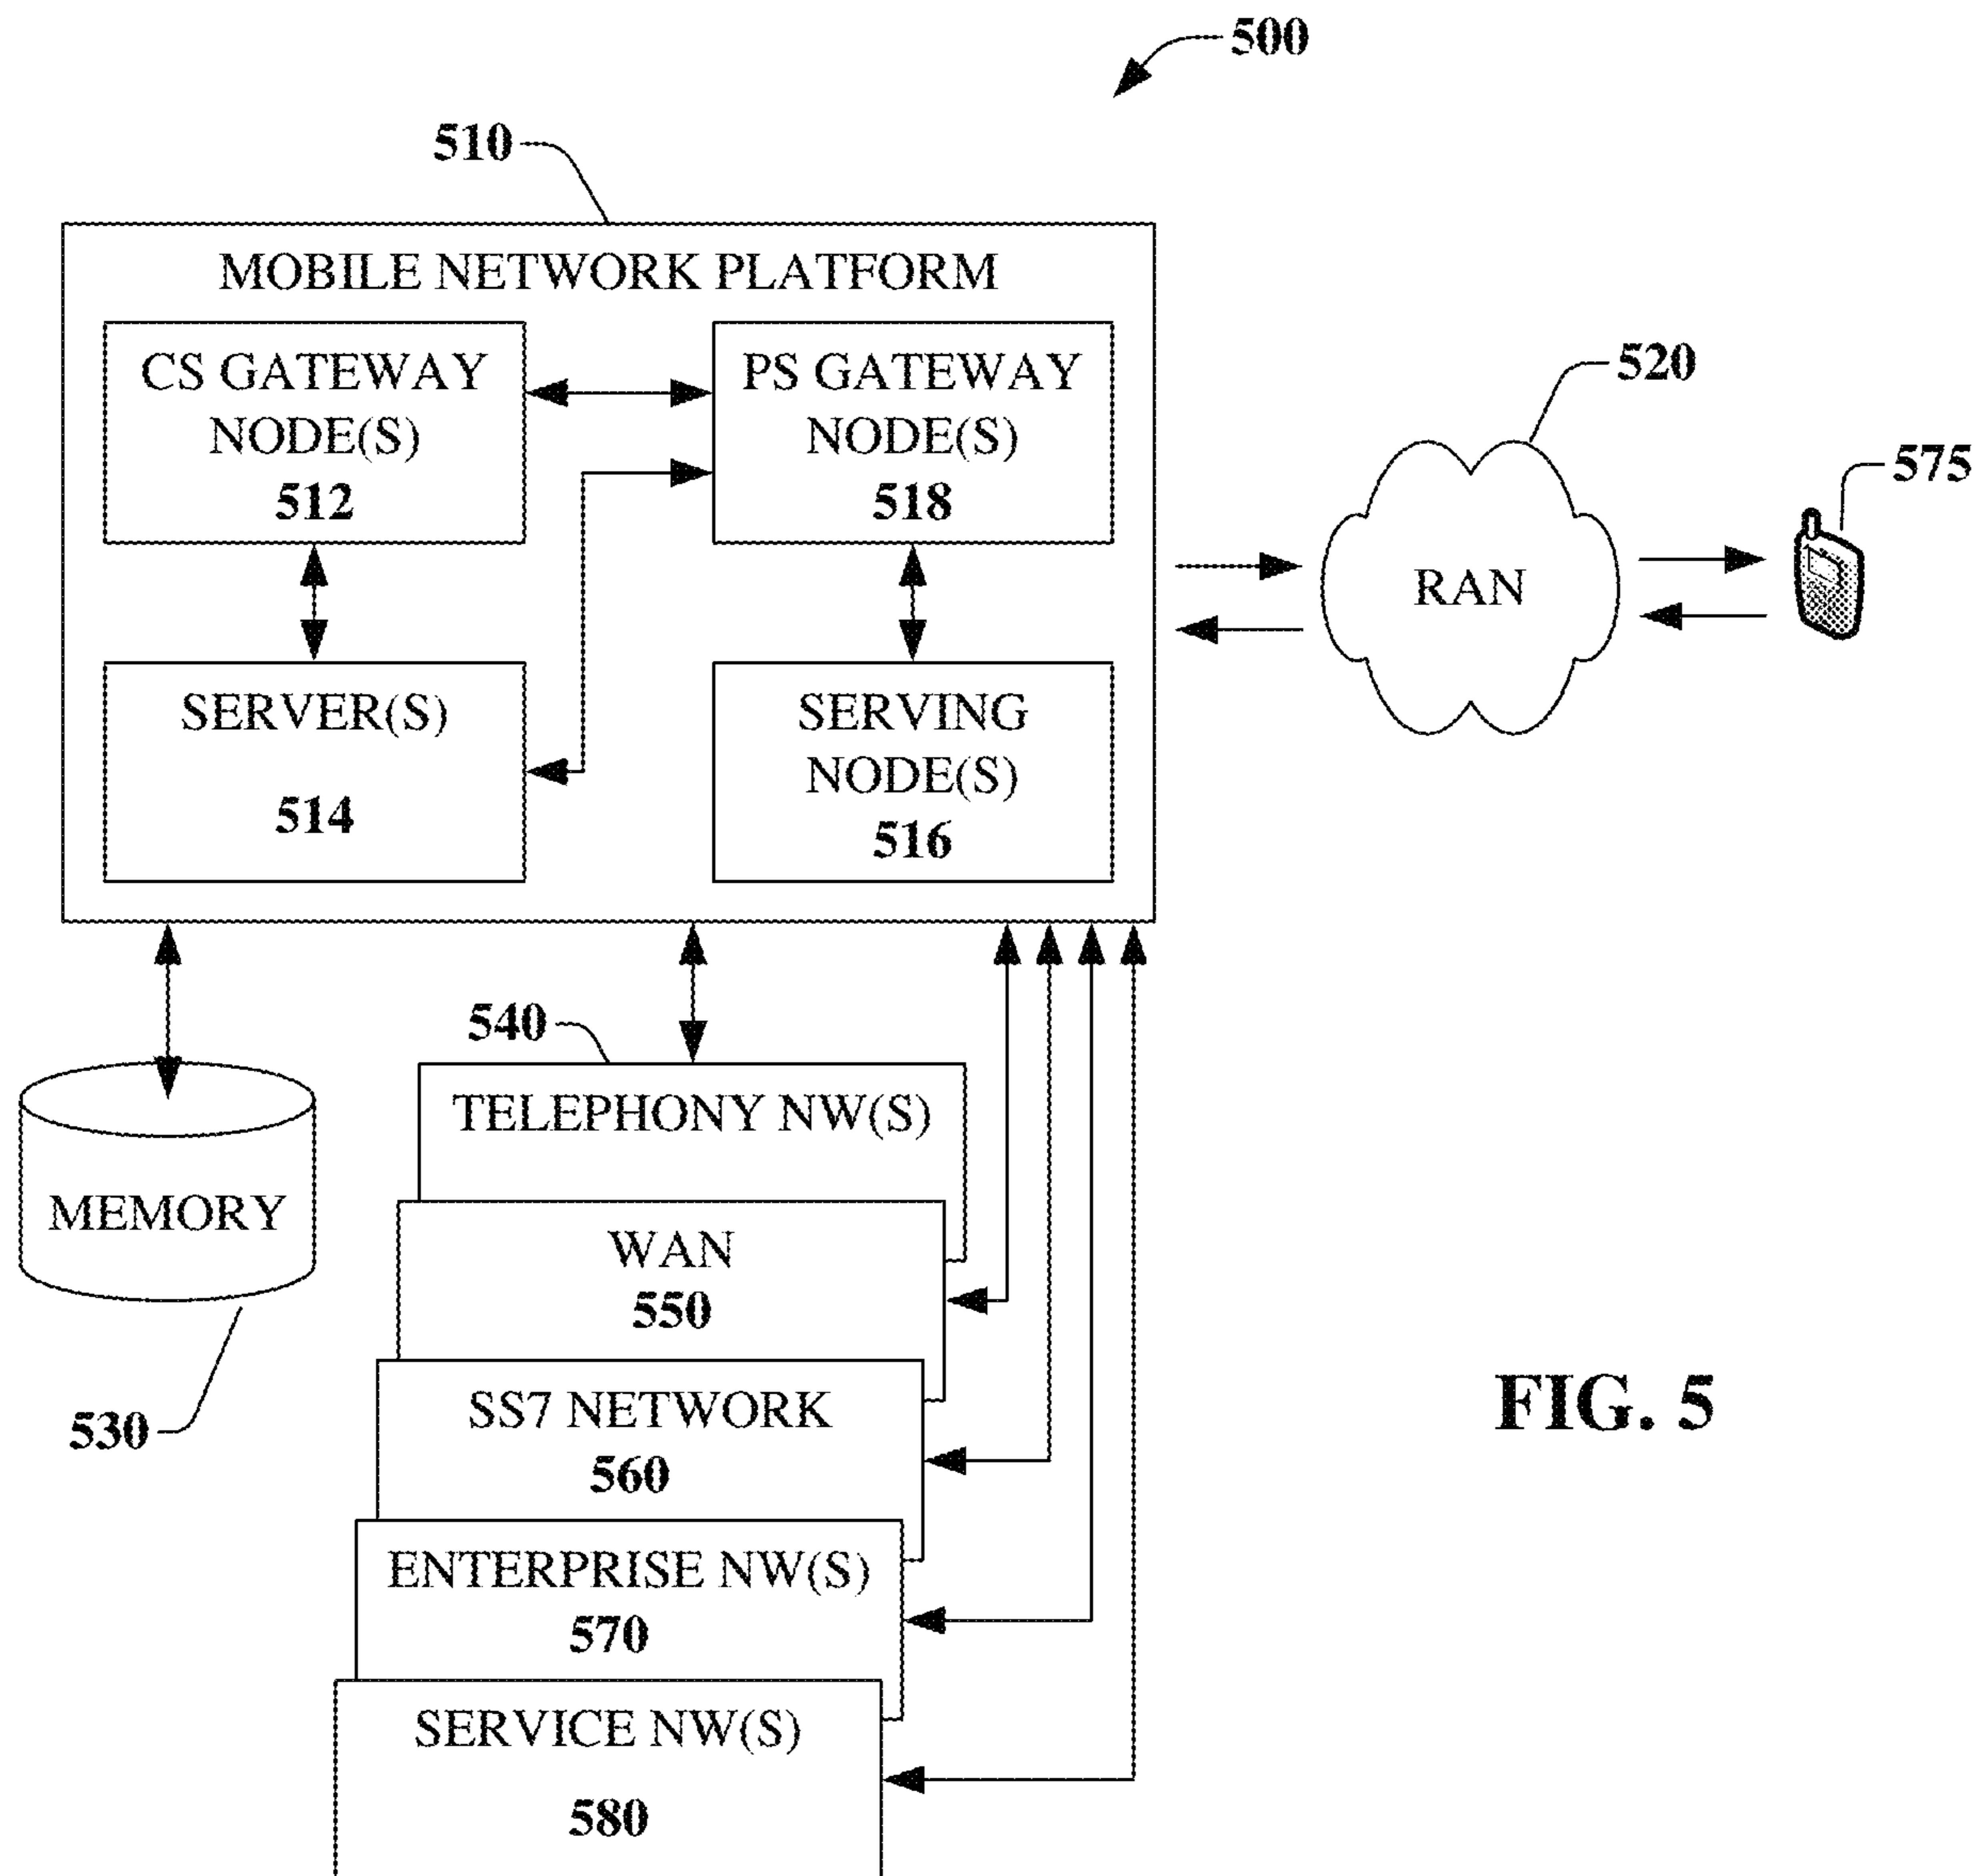 500
510
MOBILE NETWORK PLATFORM
CS GATEWAY
NODE(S)
512
PS GATEWAY
NODE(S)
518
SERVER(S)
514
SERVING
NODE(S)
516
520
RAN
575
540
TELEPHONY NW(S)
MEMORY
530
WAN
550
SS7 NETWORK
560
ENTERPRISE NW(S)
570
SERVICE NW(S)
580
FIG. 5